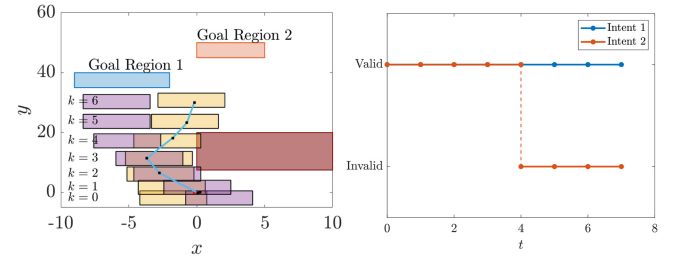 Goal Region 2
Goal Region 1
60
40
20
0
y
k = 6
k = 5
k = 4
k = 3
k = 2
k = 1
k = 0
-10
-5
0
5
10
x
Intent 1
Intent 2
Valid
Invalid
0
2
4
6
8
t